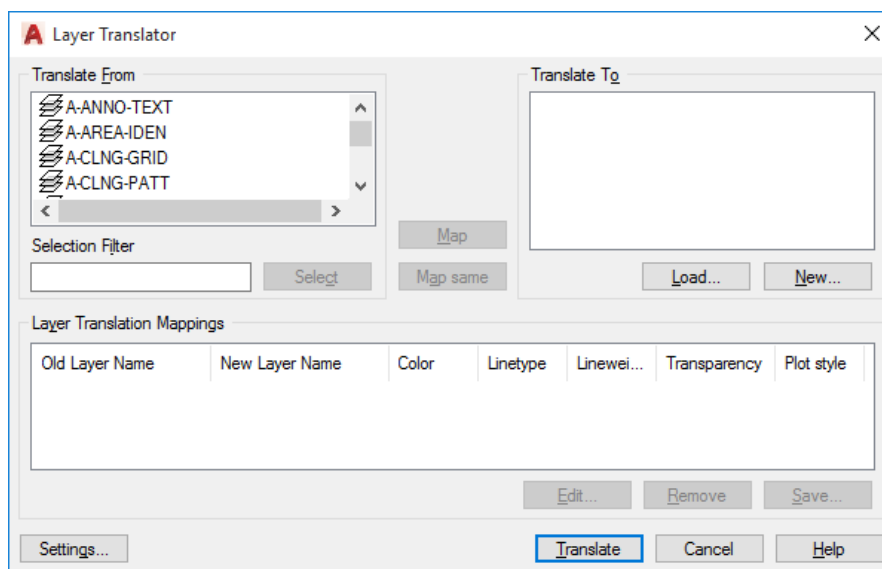 Layer Translator
Translate From
Translate To
A-ANNO-TEXT
A-AREA-IDEN
A-CLNG-GRID
A-CLNG-PATT
Map
Selection Filter
Select
Map same
Load...
New...
Layer Translation Mappings
Old Layer Name New Layer Name Color Linetype Linewei... Transparency Plot style
Edit... Remove Save...
Settings... Translate Cancel Help